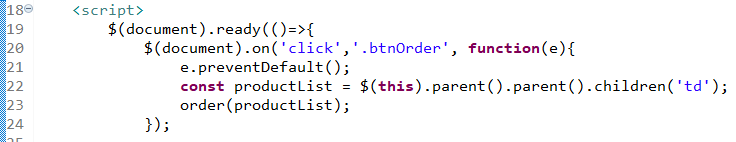 18 <script>
19 $(document).ready(()=>{
20 $(document).on('click','.btnOrder', function(e){
21 e.preventDefault();
22 const productList = $(this).parent().parent().children('td');
23 order(productList);
24 });